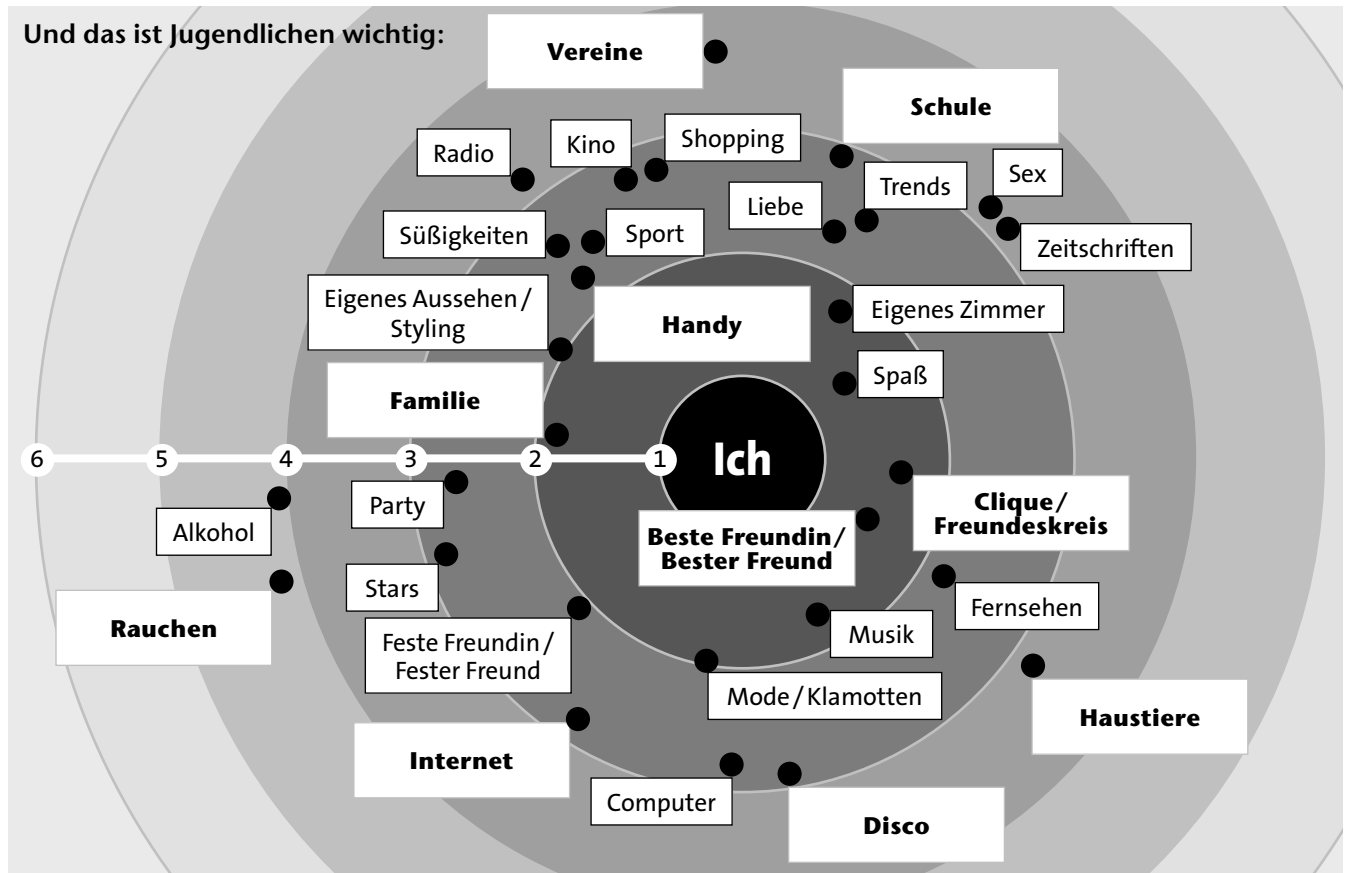 Und das ist Jugendlichen wichtig:
Vereine
Schule
Radio
Kino
Shopping
Sex
Trends
Liebe
Süßigkeiten
Sport
Zeitschriften
Eigenes Aussehen /
Styling
Handy
Eigenes Zimmer
Spaß
Familie
6
5
4
3
2
1
Ich
Party
Alkohol
Clique/
Freundeskreis
Beste Freundin/
Bester Freund
Stars
Fernsehen
Rauchen
Feste Freundin /
Fester Freund
Musik
Mode / Klamotten
Haustiere
Internet
Computer
Disco